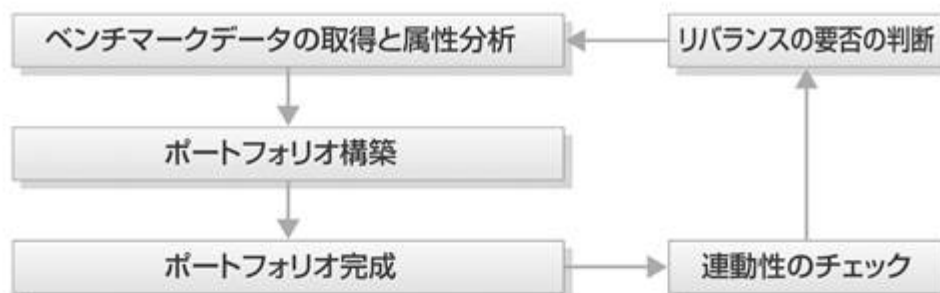 ベンチマークデータの取得と属性分析
リバランスの要否の判断
ポートフォリオ構築
ポートフォリオ完成
連動性のチェック